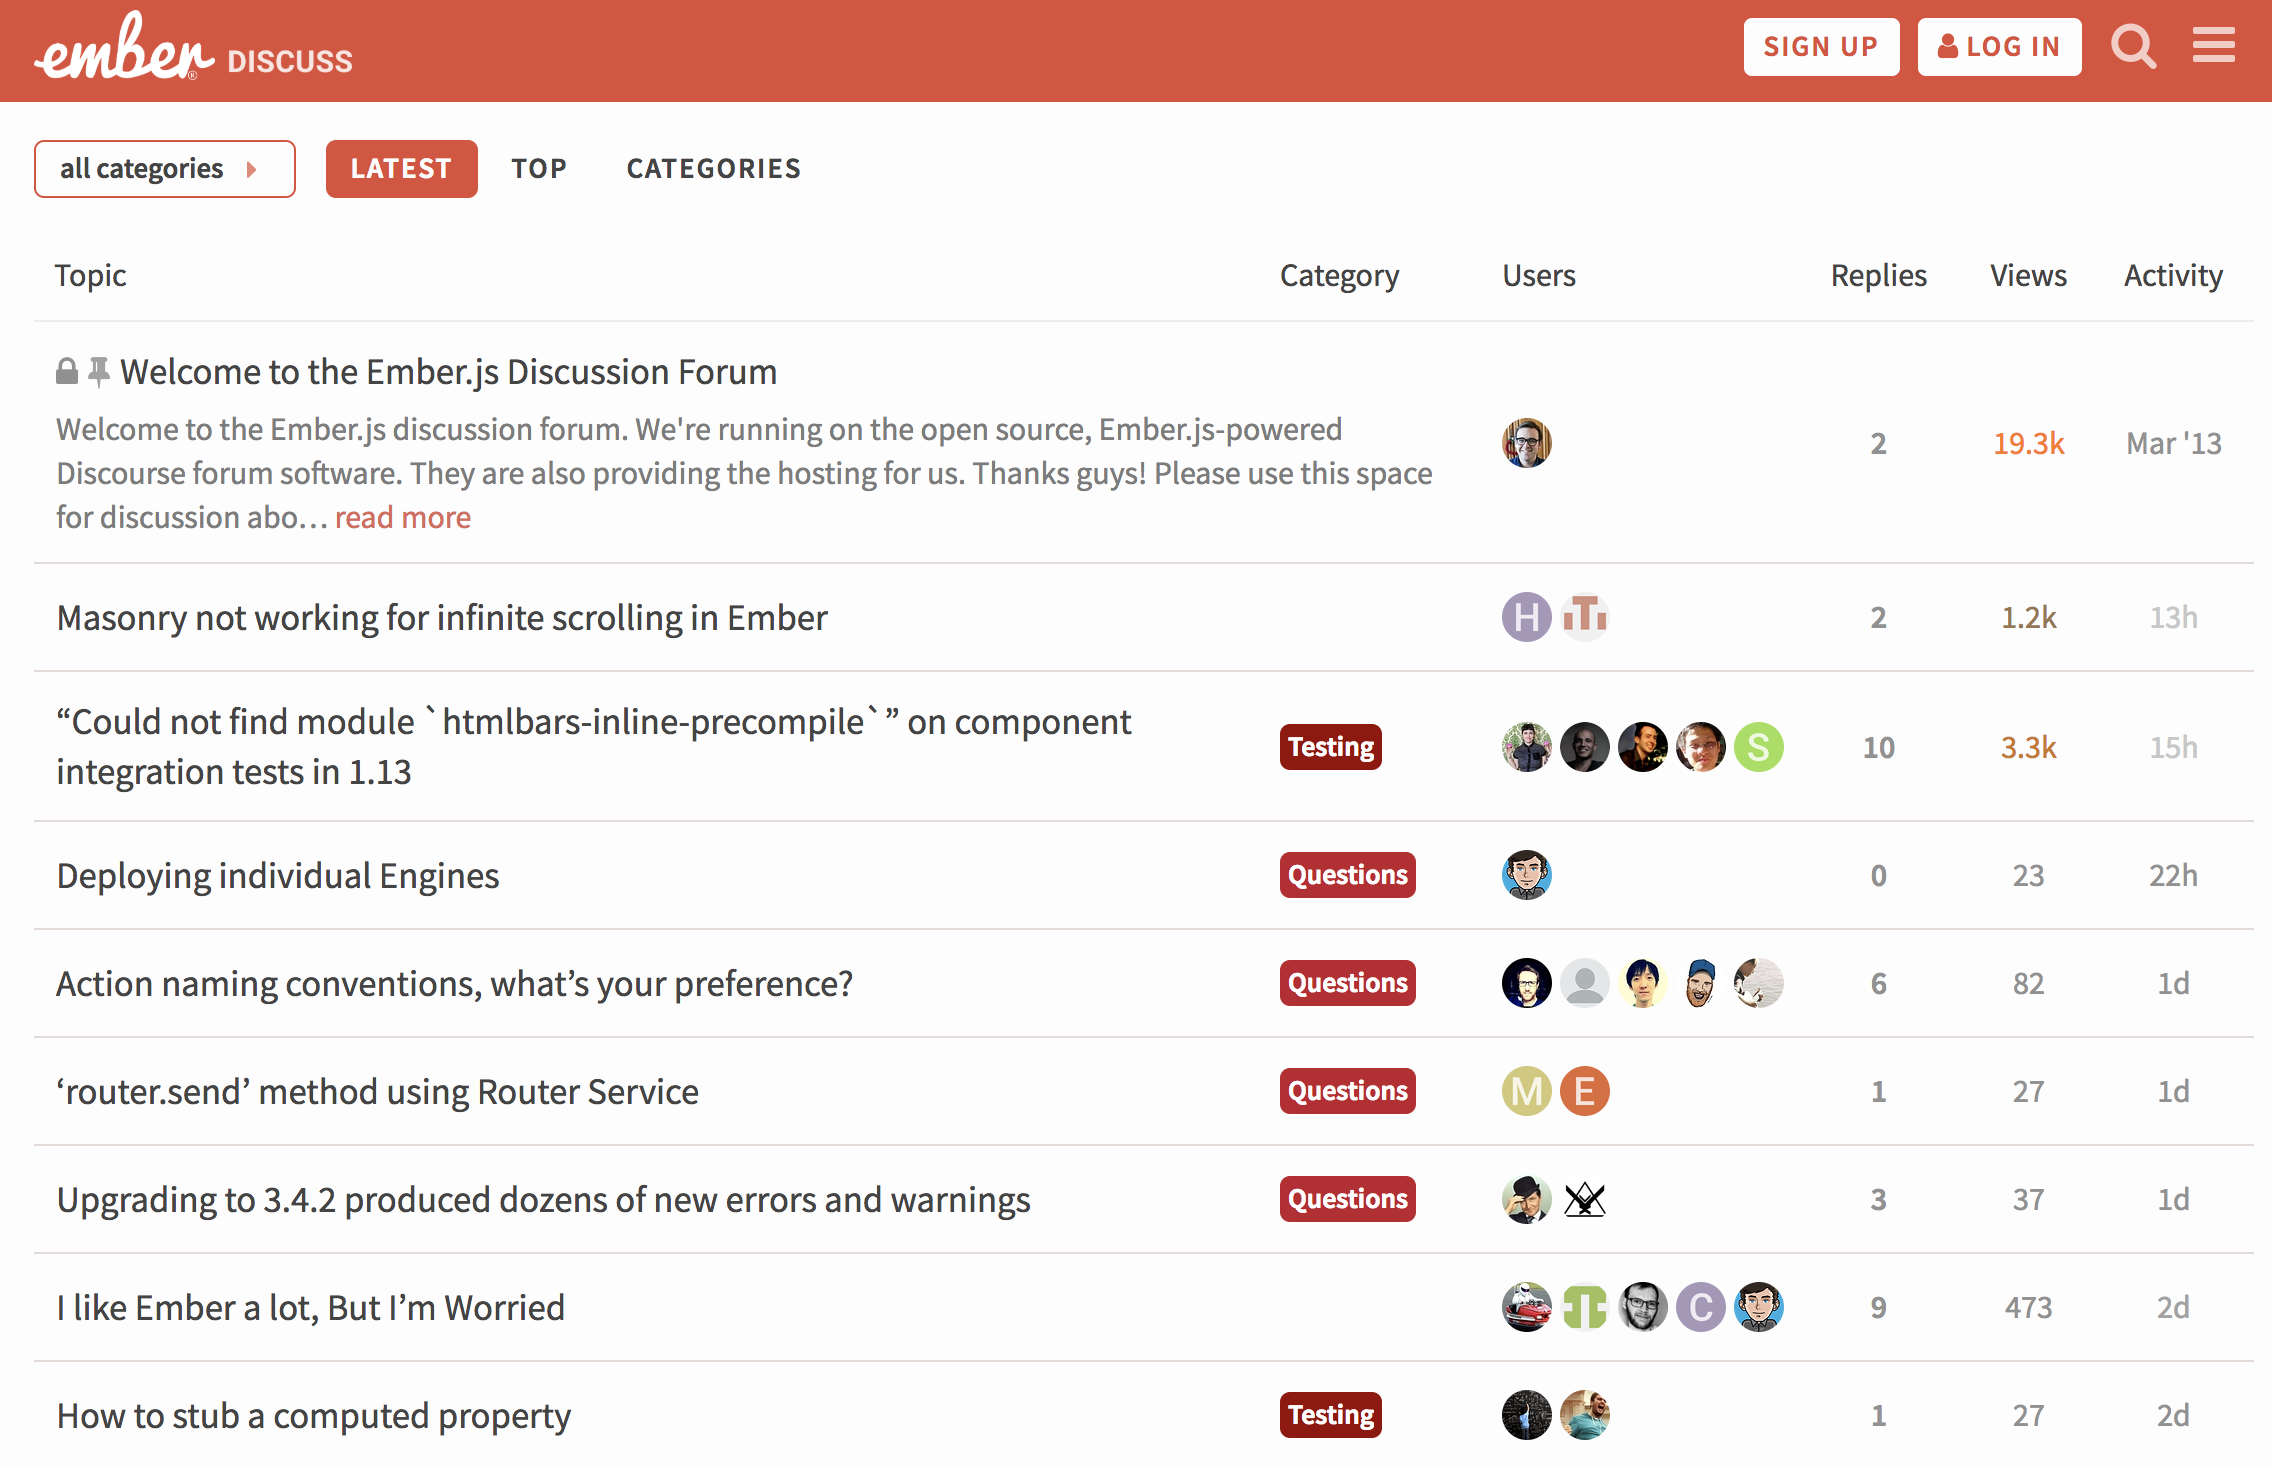 ember® DISCUSS
SIGN UP
LOG IN
all categories
LATEST
TOP
CATEGORIES
Topic
Category
Users
Replies
Views
Activity
Welcome to the Ember.js Discussion Forum
Welcome to the Ember.js discussion forum. We're running on the open source, Ember.js-powered
Discourse forum software. They are also providing the hosting for us. Thanks guys! Please use this space
for discussion abo… read more
2
19.3k
Mar '13
Masonry not working for infinite scrolling in Ember
H
2
1.2k
13h
“Could not find module `htmlbars-inline-precompile`” on component
integration tests in 1.13
Testing
S
10
3.3k
15h
Deploying individual Engines
Questions
0
23
22h
Action naming conventions, what’s your preference?
Questions
6
82
1d
‘router.send’ method using Router Service
Questions
M
E
1
27
1d
Upgrading to 3.4.2 produced dozens of new errors and warnings
Questions
3
37
1d
I like Ember a lot, But I’m Worried
C
9
473
2d
How to stub a computed property
Testing
1
27
2d